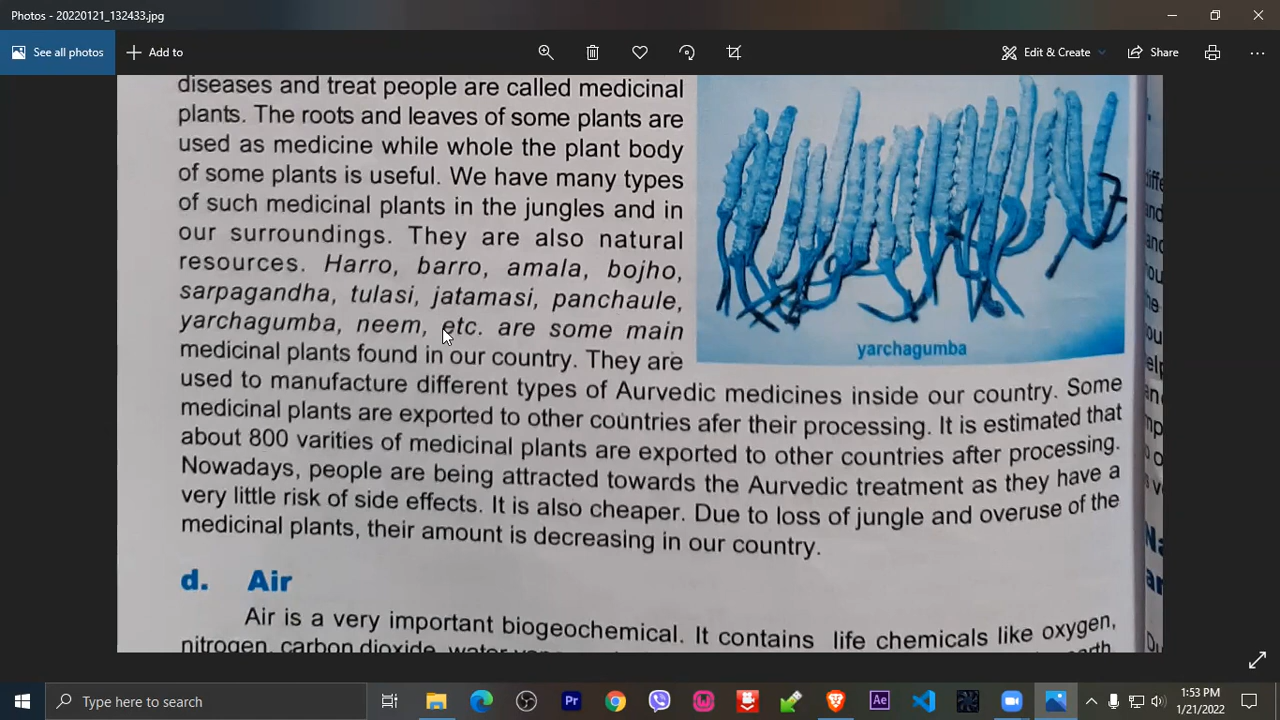 Photos - 20220121_132433.jpg
See all photos
Add to
Edit & Create
Share
diseases and treat people are called medicinal
plants. The roots and leaves of some plants are
used as medicine while whole the plant body
of some plants is useful. We have many types
of such medicinal plants in the jungles and in
our surroundings. They are also natural
resources. Harro, barro, amala, bojho,
sarpagandha, tulasi, jatamasi, panchaule,
yarchagumba, neem, etc. are some main
medicinal plants found in our country. They are
yarchagumba
used to manufacture different types of Aurvedic medicines inside our country. Some
medicinal plants are exported to other countries afer their processing. It is estimated that
about 800 varities of medicinal plants are exported to other countries after processing.
Nowadays, people are being attracted towards the Aurvedic treatment as they have a
very little risk of side effects. It is also cheaper. Due to loss of jungle and overuse of the
medicinal plants, their amount is decreasing in our country.
d. Air
Air is a very important biogeochemical. It contains life chemicals like oxygen,
nitrogen, carbon dioxide, water
Type here to search
Pr
Ae
1:53 PM
1/21/2022